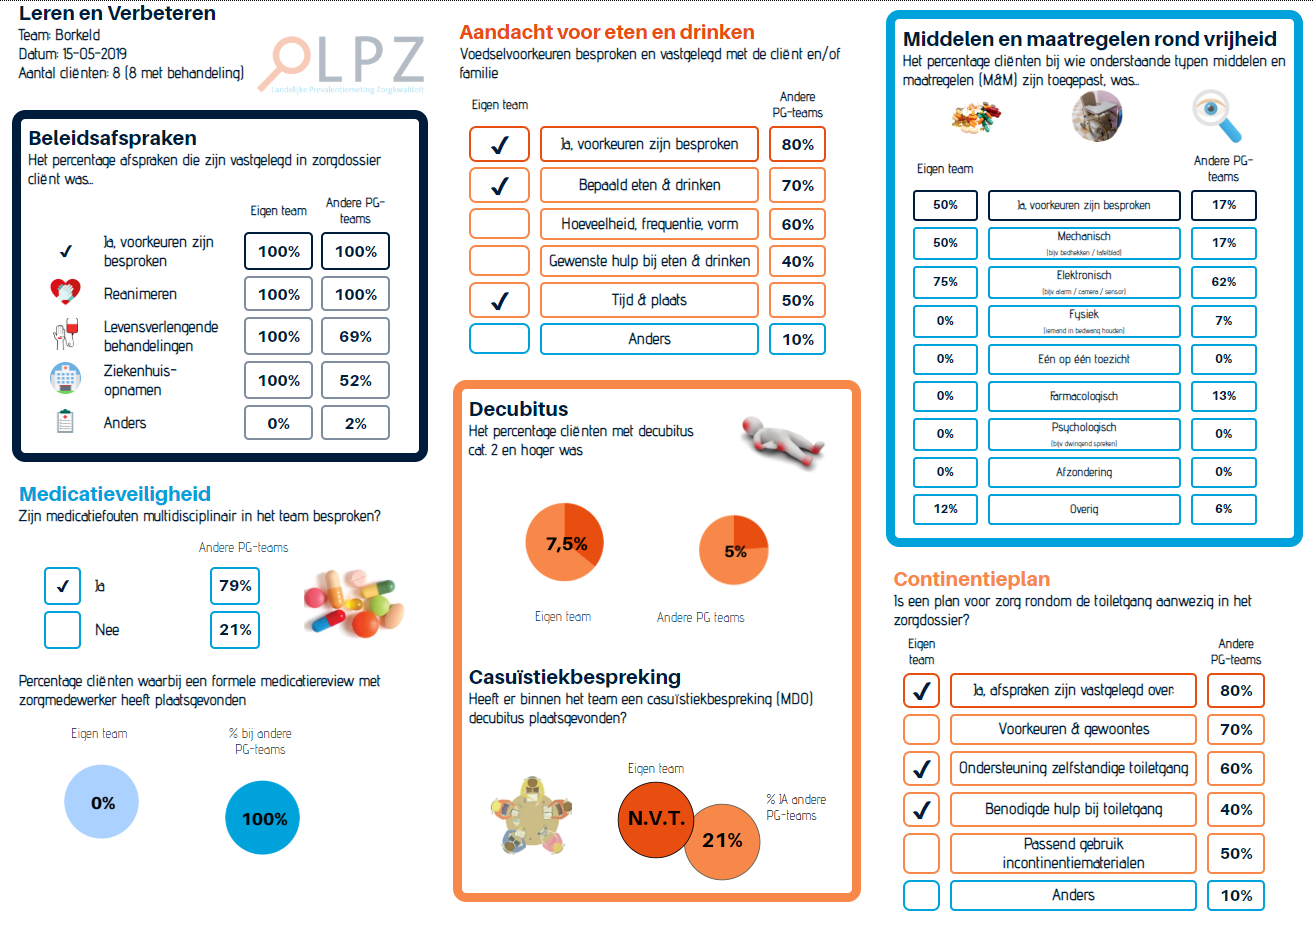 Leren en Verbeteren
Team: Borkeld
Datum: 15-05-2019
Aantal cliënten: 8 (8 met behandeling)
LPZ
Landelijke Prevalentiemeting Zorgkwaliteit
Beleidsafspraken
Het percentage afspraken die zijn vastgelegd in zorgdossier
cliënt was...
Eigen team
Andere PG-
teams
✓ Ja, voorkeuren zijn
besproken
100% 100%
Reanimeren 100% 100%
Levensverlengende
behandelingen
100% 69%
Ziekenhuis-
opnamen
100% 52%
Anders 0% 2%
Medicatieveiligheid
Zijn medicatiefouten multidisciplinair in het team besproken?
Andere PG-teams
✓ Ja 79%
Nee 21%
Percentage cliënten waarbij een formele medicatiereview met
zorgmedewerker heeft plaatsgevonden
Eigen team
% bij andere
PG-teams
0%
100%
Aandacht voor eten en drinken
Voedselvoorkeuren besproken en vastgelegd met de cliënt en/of
familie
Eigen team
Andere
PG-teams
✓ Ja, voorkeuren zijn besproken 80%
✓ Bepaald eten & drinken 70%
Hoeveelheid, frequentie, vorm 60%
Gewenste hulp bij eten & drinken 40%
✓ Tijd & plaats 50%
Anders 10%
Decubitus
Het percentage cliënten met decubitus
cat. 2 en hoger was
7,5%
5%
Eigen team
Andere PG teams
Casuïstiekbespreking
Heeft er binnen het team een casuïstiekbespreking (MDO)
decubitus plaatsgevonden?
Eigen team
N.V.T.
21%
% JA andere
PG-teams
Middelen en maatregelen rond vrijheid
Het percentage cliënten bij wie onderstaande typen middelen en
maatregelen (M&M) zijn toegepast, was...
Eigen team
Andere PG-
teams
50% Ja, voorkeuren zijn besproken 17%
50% Mechanisch 17%
(bijv bedhekken / tafelblad)
75% Elektronisch 62%
(bijv alarm / camera / sensor)
0% Fysiek 7%
(iemand in bedwang houden)
0% Eén op één toezicht 0%
0% Farmacologisch 13%
0% Psychologisch 0%
(bijv dwingend spreken)
0% Afzondering 0%
12% Overig 6%
Continentieplan
Is een plan voor zorg rondom de toiletgang aanwezig in het
zorgdossier?
Eigen
team
Andere
PG-teams
✓ Ja, afspraken zijn vastgelegd over: 80%
Voorkeuren & gewoontes 70%
✓ Ondersteuning zelfstandige toiletgang 60%
✓ Benodigde hulp bij toiletgang 40%
Passend gebruik
incontinentiematerialen
50%
Anders 10%